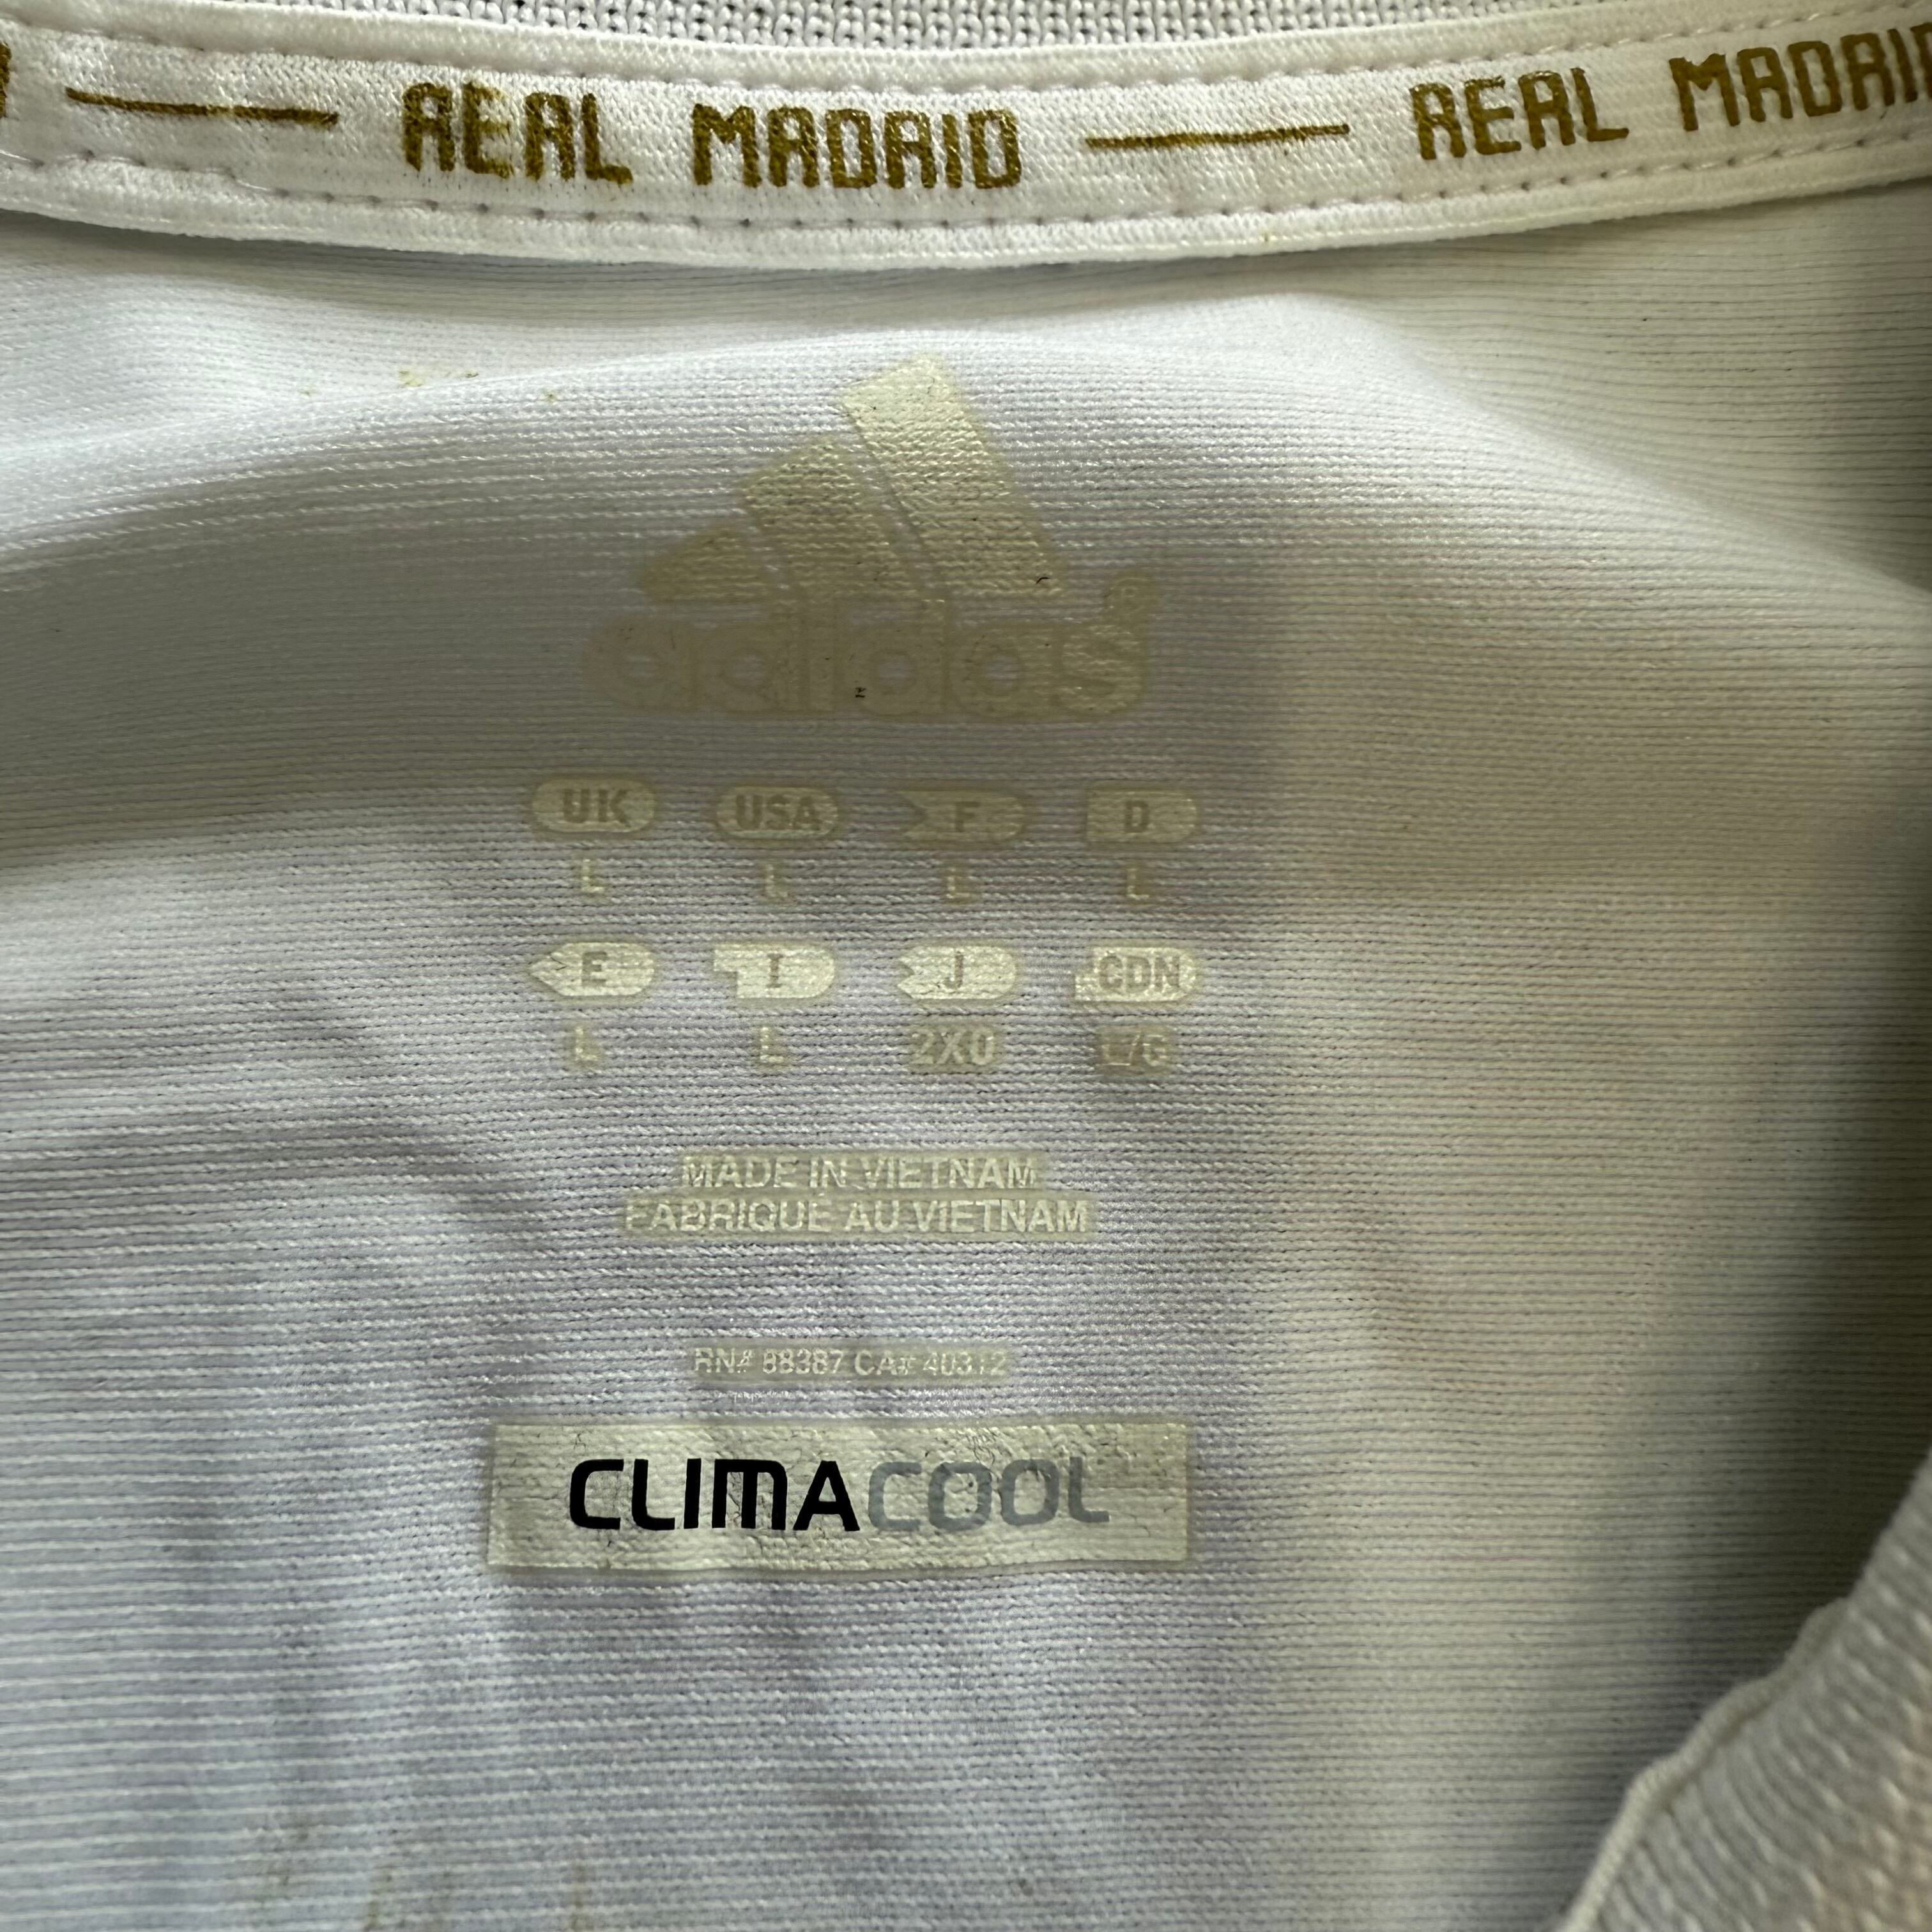 REAL MADRID REAL MADRID
adidas®
UK USA F D
L L L L
E I J CDN
L L 2XO L/G
MADE IN VIETNAM
FABRIQUE AU VIETNAM
RN# 88387 CA# 40312
CLIMACOOL